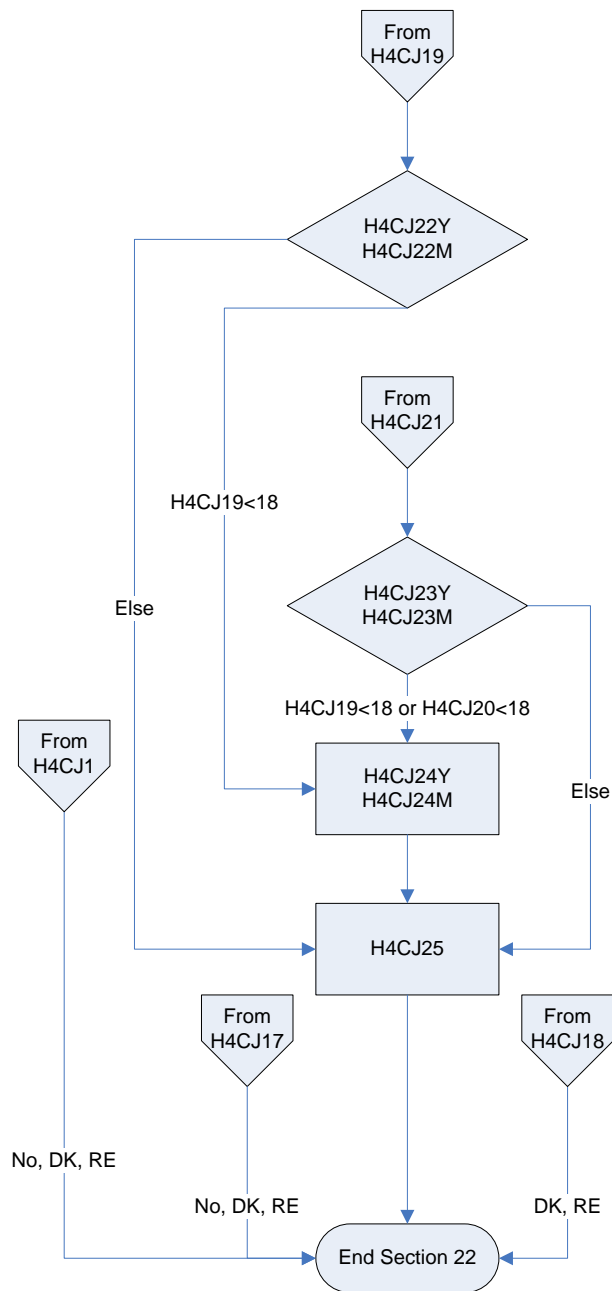 From
H4CJ19
H4CJ22Y
H4CJ22M
From
H4CJ21
H4CJ19<18
H4CJ23Y
H4CJ23M
Else
H4CJ19<18 or H4CJ20<18
From
H4CJ1
H4CJ24Y
H4CJ24M
Else
H4CJ25
From
H4CJ17
From
H4CJ18
No, DK, RE
No, DK, RE
DK, RE
End Section 22